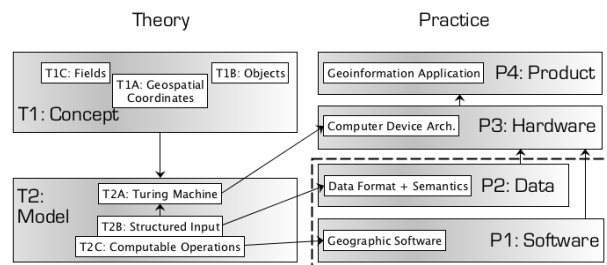 Theory
Practice
T1C: Fields
T1B: Objects
T1A: Geospatial
Coordinates
T1: Concept
Geoinformation Application
P4: Product
Computer Device Arch.
P3: Hardware
T2:
Model
T2A: Turing Machine
T2B: Structured Input
T2C: Computable Operations
Data Format + Semantics
P2: Data
Geographic Software
P1: Software